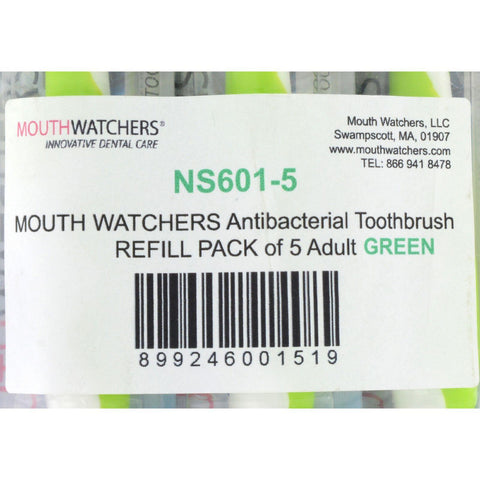 MOUTHWATCHERS®
INNOVATIVE DENTAL CARE
Mouth Watchers, LLC
Swampscott, MA, 01907
www.mouthwatchers.com
TEL: 866 941 8478
NS601-5
MOUTH WATCHERS Antibacterial Toothbrush
REFILL PACK of 5 Adult GREEN
899246001519